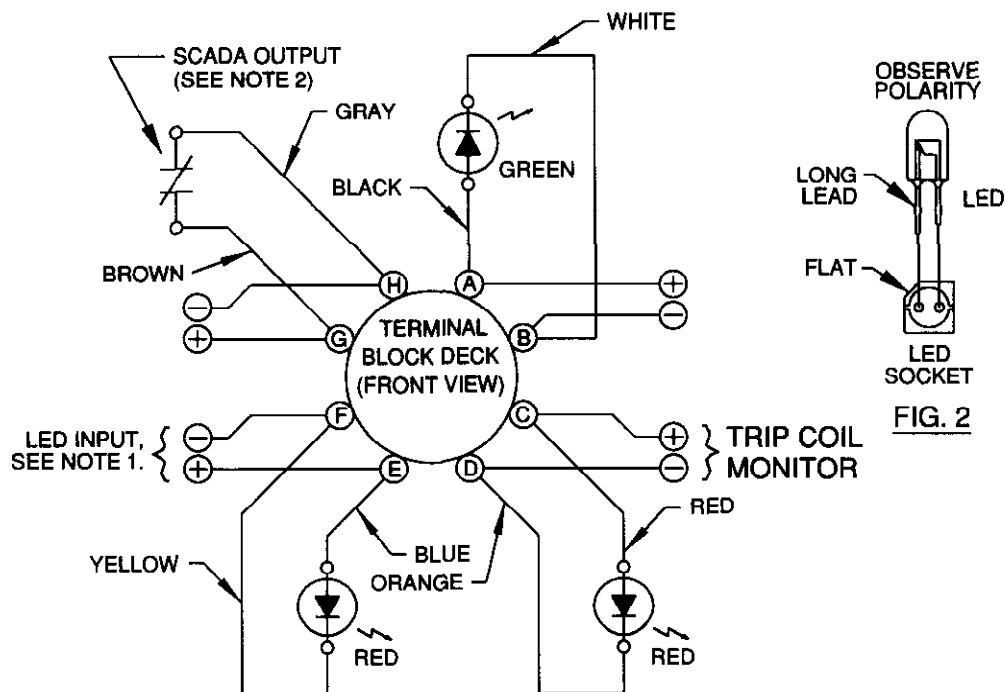 WHITE
SCADA OUTPUT
(SEE NOTE 2)
GRAY
OBSERVE
POLARITY
GREEN
BLACK
LONG
LEAD
LED
BROWN
FLAT
H
A
+
−
−
+
G
B
TERMINAL
BLOCK DECK
(FRONT VIEW)
LED
SOCKET
FIG. 2
F
C
LED INPUT,
SEE NOTE 1.
−
+
+
−
TRIP COIL
MONITOR
E
D
RED
BLUE
ORANGE
YELLOW
RED
RED